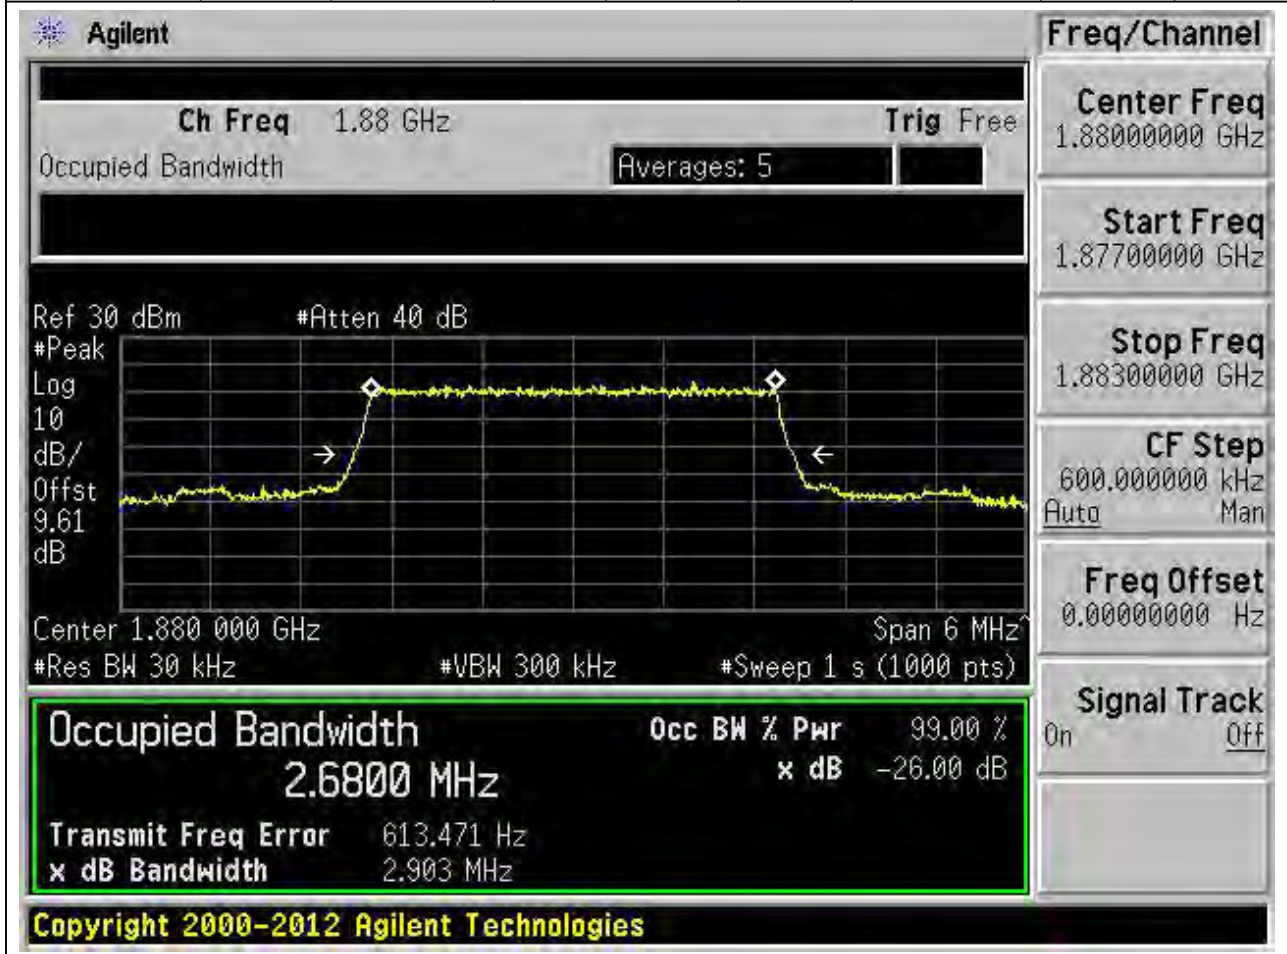 Agilent
Freq/Channel
Ch Freq 1.88 GHz Trig Free
Occupied Bandwidth Averages: 5
Center Freq
1.88000000 GHz
Start Freq
1.87700000 GHz
Stop Freq
1.88300000 GHz
CF Step
600.000000 kHz
Auto Man
Freq Offset
0.00000000 Hz
Signal Track
On Off
Ref 30 dBm #Atten 40 dB
#Peak
Log
10
dB/
Offst
9.61
dB
Center 1.880 000 GHz Span 6 MHz^
#Res BW 30 kHz #VBW 300 kHz #Sweep 1 s (1000 pts)
Occupied Bandwidth Occ BW % Pwr 99.00 %
2.6800 MHz x dB -26.00 dB
Transmit Freq Error 613.471 Hz
x dB Bandwidth 2.903 MHz
Copyright 2000-2012 Agilent Technologies